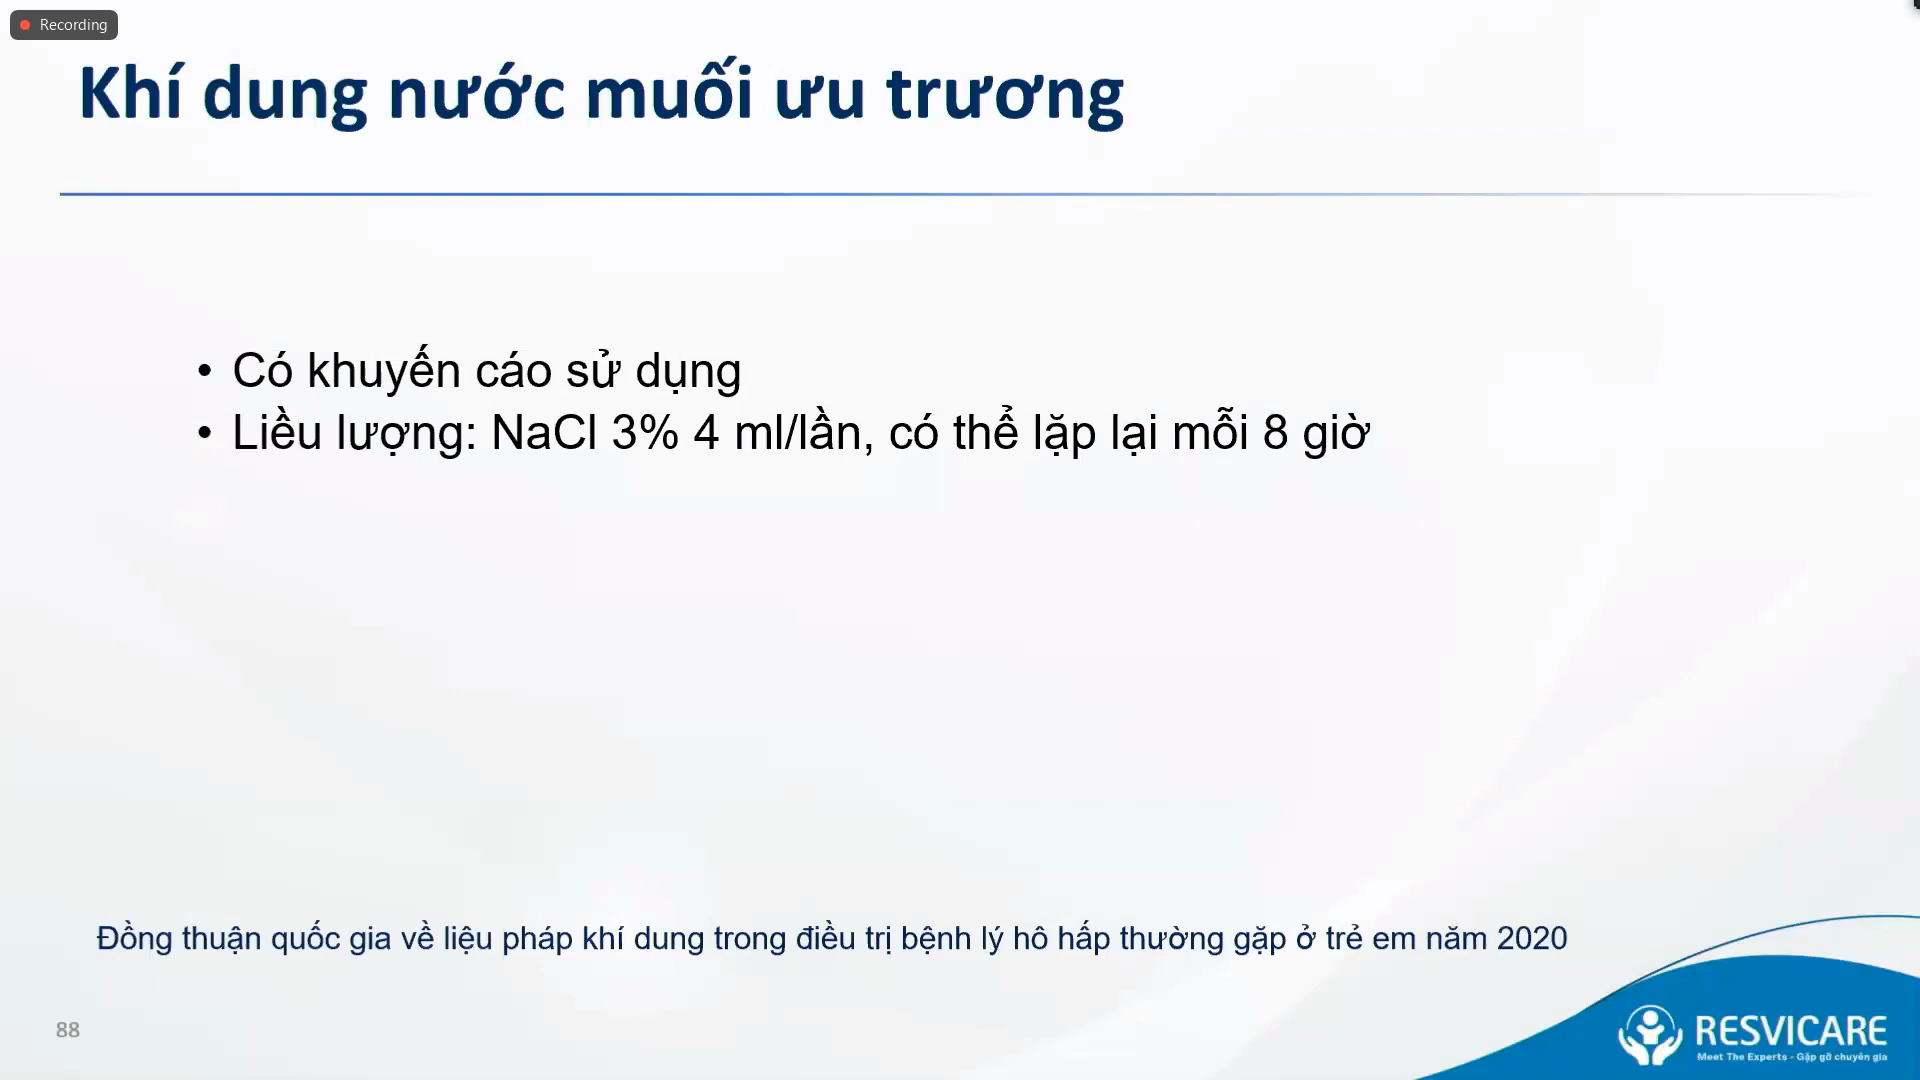 Recording
Khí dung nước muối ưu trương
• Có khuyến cáo sử dụng
• Liều lượng: NaCl 3% 4 ml/lần, có thể lặp lại mỗi 8 giờ
Đồng thuận quốc gia về liệu pháp khí dung trong điều trị bệnh lý hô hấp thường gặp ở trẻ em năm 2020
88
RESVICARE
Meet The Experts - Gặp gỡ chuyên gia